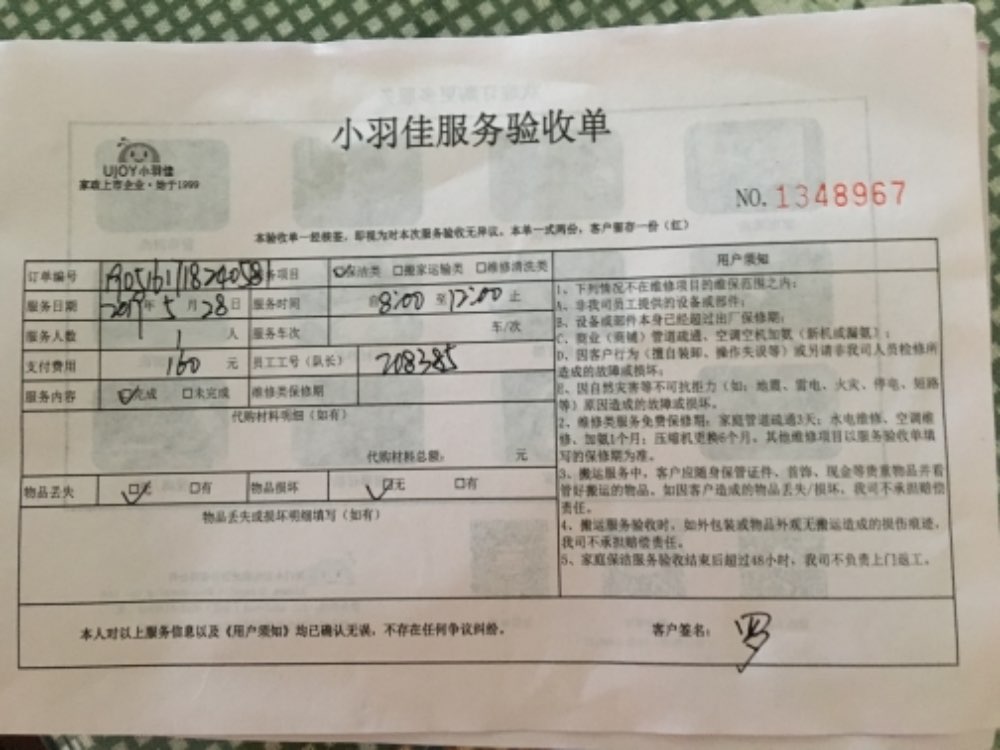 小羽佳服务验收单
UJOY小羽佳
家政上市企业·始于1999
NO.1348967
本验收单一经核签，即视为对本次服务验收无异议。本单一式两份，客户留存一份（红）
订单编号 A05161718240581 服务项目 保洁类 搬家运输类 维修清洗类
服务日期 年 5 月 28 日 服务时间 自 8:00 至 12:00 止
服务人数 1 人 服务车次 车/次
支付费用 160 元 员工工号（队长） 208385
服务内容 完成 未完成 维修类保修期
代购材料明细（如有）
代购材料总额： 元
物品丢失 无 有 物品损坏 无 有
物品丢失或损坏明细填写（如有）
用户须知
1、下列情况不在维修项目的维保范围之内：
A、非我司员工提供的设备或部件；
B、设备或部件本身已经超过出厂保修期；
C、商业（商铺）管道疏通、空调空机加氨（新机或漏氨）；
D、因客户行为（擅自装卸、操作失误等）或另请非我司人员检修所
造成的故障或损坏；
E、因自然灾害等不可抗拒力（如：地震、雷电、火灾、停电、短路
等）原因造成的故障或损坏。
2、维修类服务免费保修期：家庭管道疏通3天；水电维修、空调维
修、加氨1个月；压缩机更换6个月。其他维修项目以服务验收单填
写的保修期为准。
3、搬运服务中，客户应随身保管证件、首饰、现金等贵重物品并看
管好搬运的物品。如因客户造成的物品丢失/损坏，我司不承担赔偿
责任。
4、搬运服务验收时，如外包装或物品外观无搬运造成的损伤痕迹，
我司不承担赔偿责任。
5、家庭保洁服务验收结束后超过48小时，我司不负责上门返工。
本人对以上服务信息以及《用户须知》均已确认无误，不存在任何争议纠纷。
客户签名： 罗